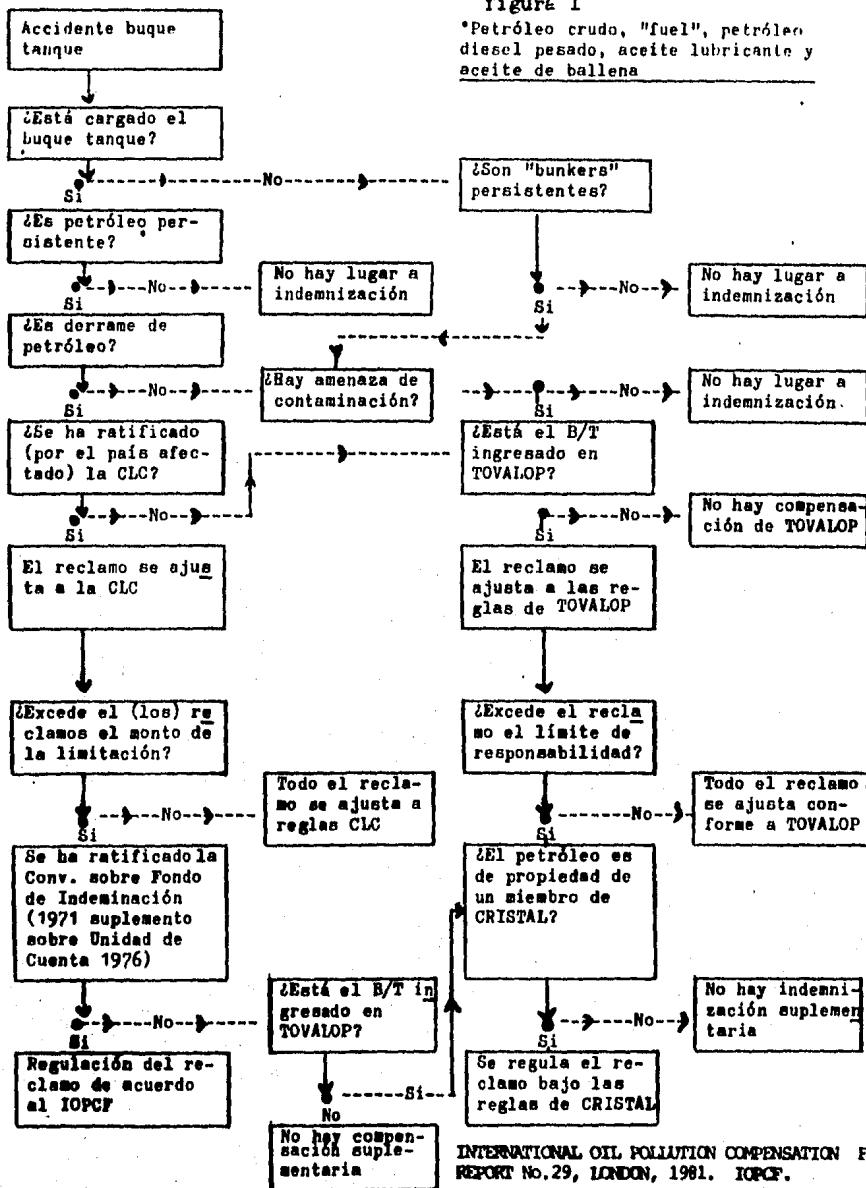 figura 1
*Petróleo crudo, "fuel", petróleo
diesel pesado, aceite lubricante y
aceite de ballena
Accidente buque
tanque
¿Está cargado el
buque tanque?
No
Si
¿Son "bunkers"
persistentes?
¿Es petróleo per-
sistente?
No
Si
No hay lugar a
indemnización
No
Si
No hay lugar a
indemnización
¿Es derrame de
petróleo?
No
Si
¿Hay amenaza de
contaminación?
No
Si
No hay lugar a
indemnización.
¿Se ha ratificado
(por el país afec-
tado) la CLC?
No
Si
¿Está el B/T
ingresado en
TOVALOP?
No
Si
No hay compensa-
ción de TOVALOP
El reclamo se ajus
ta a la CLC
El reclamo se
ajusta a las re-
glas de TOVALOP
¿Excede el (los) re
clamos el monto de
la limitación?
No
Si
Todo el recla-
mo se ajusta a
reglas CLC
¿Excede el recla
mo el límite de
responsabilidad?
No
Si
Todo el reclamo
se ajusta con-
forme a TOVALOP
Se ha ratificado la
Conv. sobre Fondo
de Indeminación
(1971 suplemento
sobre Unidad de
Cuenta 1976)
No
Si
¿Está el B/T in
gresado en
TOVALOP?
Si
No
¿El petróleo es
de propiedad de
un miembro de
CRISTAL?
No
Si
No hay indemni-
zación suplemen
taria
Regulación del re-
clamo de acuerdo
al IOPCF
No hay compen-
sación suple-
mentaria
Se regula el re-
clamo bajo las
reglas de CRISTAL
INTERNATIONAL OIL POLLUTION COMPENSATION F
REPORT No.29, LONDON, 1981. IOPCF.